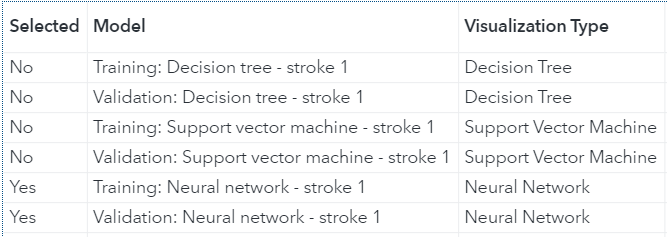 Selected Model Visualization Type
No Training: Decision tree - stroke 1 Decision Tree
No Validation: Decision tree - stroke 1 Decision Tree
No Training: Support vector machine - stroke 1 Support Vector Machine
No Validation: Support vector machine - stroke 1 Support Vector Machine
Yes Training: Neural network - stroke 1 Neural Network
Yes Validation: Neural network - stroke 1 Neural Network